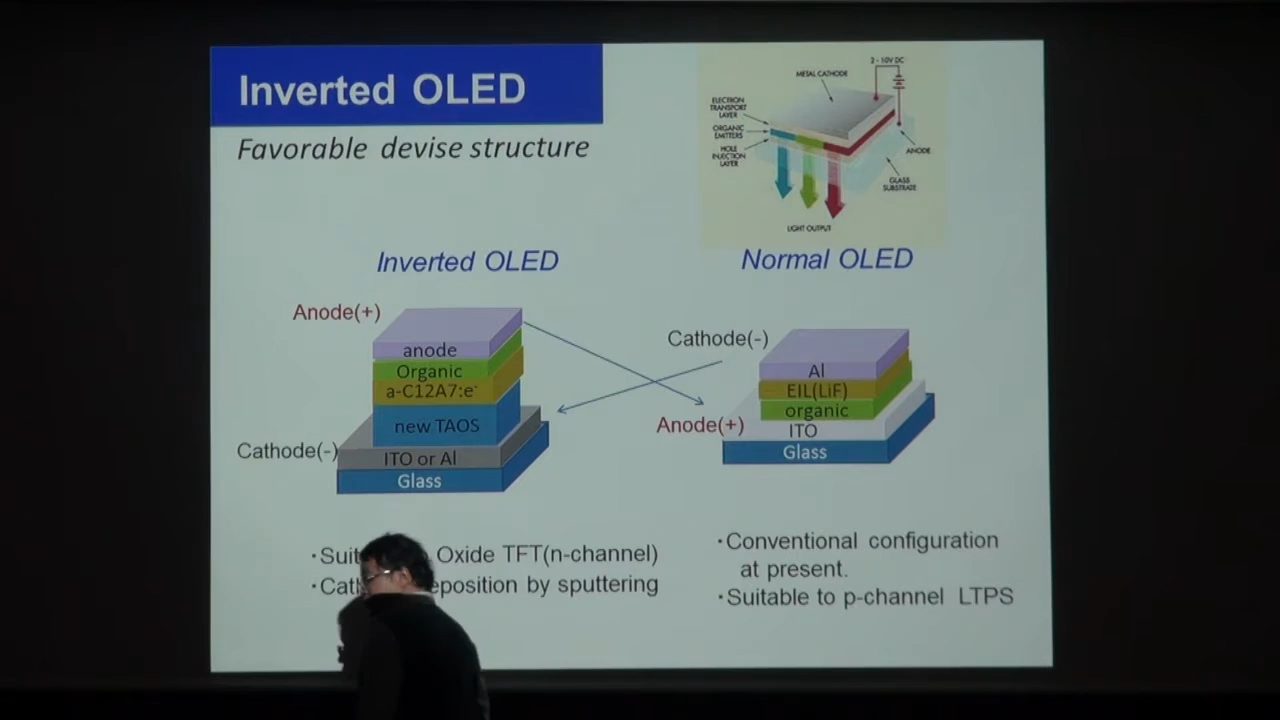 Inverted OLED
Favorable devise structure
2 - 10V DC
METAL CATHODE
ELECTRON
TRANSPORT
LAYER
ORGANIC
EMITTERS
HOLE
INJECTION
LAYER
ANODE
GLASS
SUBSTRATE
LIGHT OUTPUT
Inverted OLED
Anode(+)
anode
Organic
a-C12A7:e⁻
new TAOS
Cathode(-)
ITO or Al
Glass
Oxide TFT(n-channel)
by sputtering
Normal OLED
Cathode(-)
Al
EIL(LiF)
organic
Anode(+)
ITO
Glass
・Conventional configuration
at present.
・Suitable to p-channel LTPS